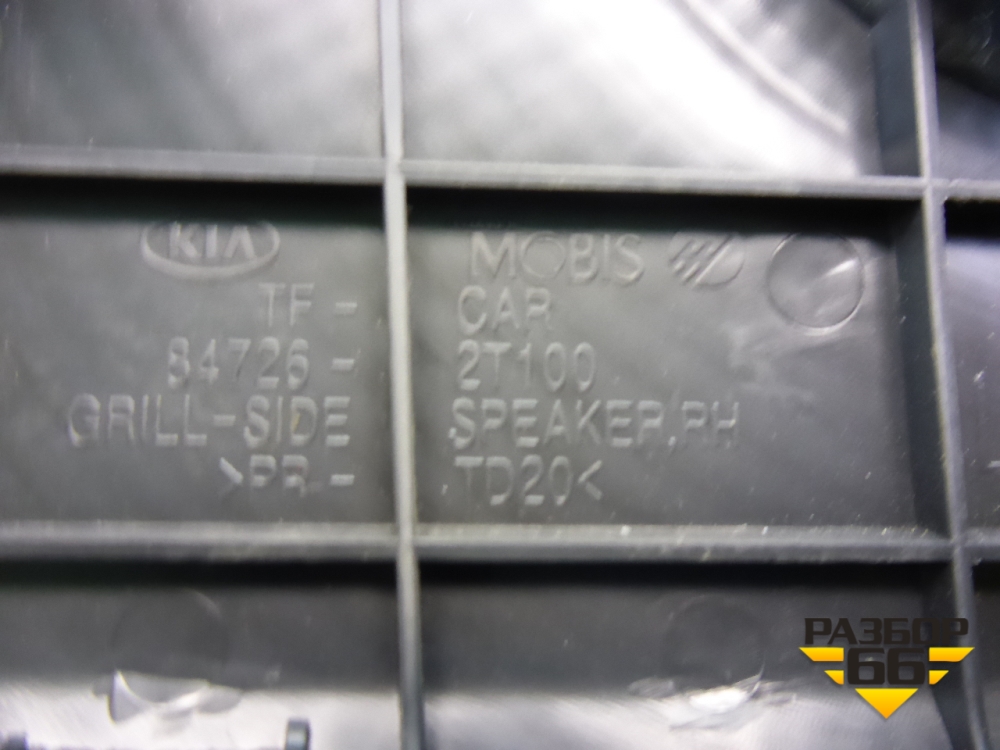 KIA MOBIS
TF - CAR
84726 - 2T100
GRILL-SIDE SPEAKER, RH
>PP - TD20<
РАЗБОР
66